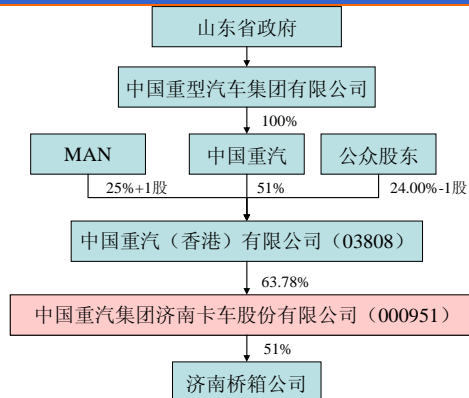 山东省政府
中国重型汽车集团有限公司
100%
MAN
中国重汽
公众股东
25%+1股
51%
24.00%-1股
中国重汽（香港）有限公司（03808）
63.78%
中国重汽集团济南卡车股份有限公司（000951）
51%
济南桥箱公司